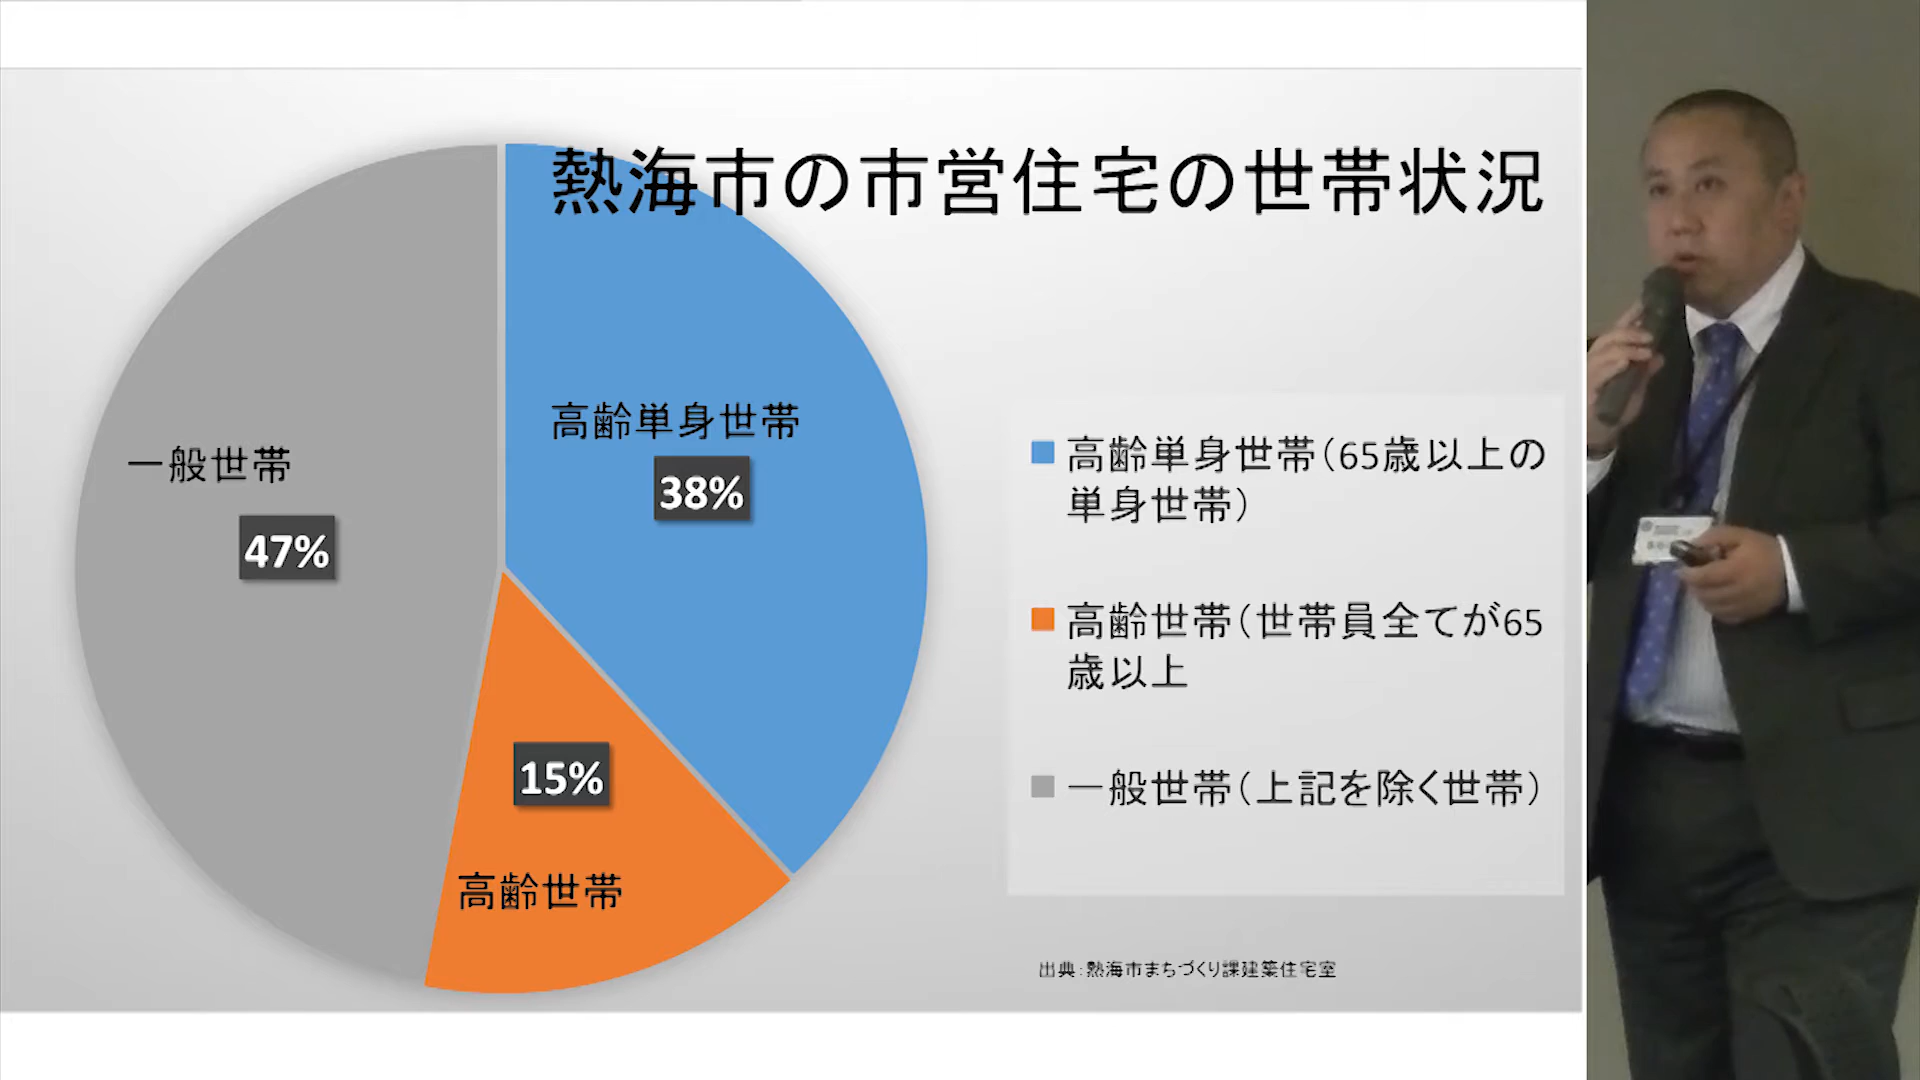 熱海市の市営住宅の世帯状況
高齢単身世帯
38%
一般世帯
47%
15%
高齢世帯
高齢単身世帯（65歳以上の
単身世帯）
高齢世帯（世帯員全てが65
歳以上
一般世帯（上記を除く世帯）
出典：熱海市まちづくり課建築住宅室